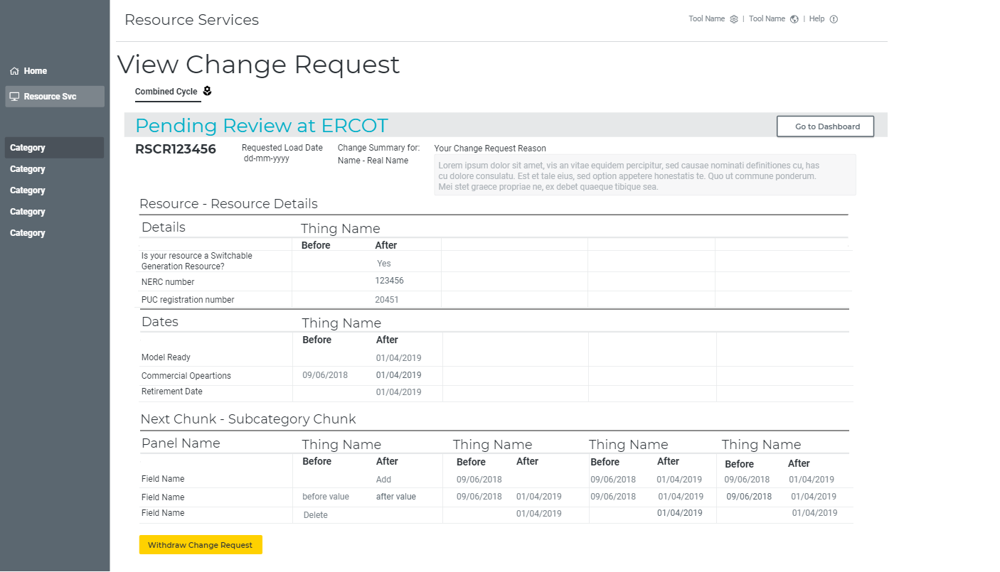 Resource Services
Tool Name | Tool Name | Help
Home
Resource Svc
Category
Category
Category
Category
Category
View Change Request
Combined Cycle
Pending Review at ERCOT
Go to Dashboard
RSCR123456
Requested Load Date
dd-mm-yyyy
Change Summary for:
Name - Real Name
Your Change Request Reason
Lorem ipsum dolor sit amet, vis an vitae equidem percipitur, sed causae nominati definitiones cu, has
cu dolore consulatu. Est et tale eius, sed option appetere honestatis te. Quo ut commune ponderum.
Mei stet graece propriae ne, ex debet quaeque tibique sea.
Resource - Resource Details
Details Thing Name
Before After
Is your resource a Switchable
Generation Resource? Yes
NERC number 123456
PUC registration number 20451
Dates Thing Name
Before After
Model Ready 01/04/2019
Commercial Opeartions 09/06/2018 01/04/2019
Retirement Date 01/04/2019
Next Chunk - Subcategory Chunk
Panel Name Thing Name Thing Name Thing Name Thing Name
Before After Before After Before After Before After
Field Name Add 09/06/2018 09/06/2018 01/04/2019 09/06/2018 01/04/2019
Field Name before value after value 09/06/2018 01/04/2019 09/06/2018 01/04/2019 09/06/2018 01/04/2019
Field Name Delete 01/04/2019 01/04/2019 01/04/2019
Withdraw Change Request